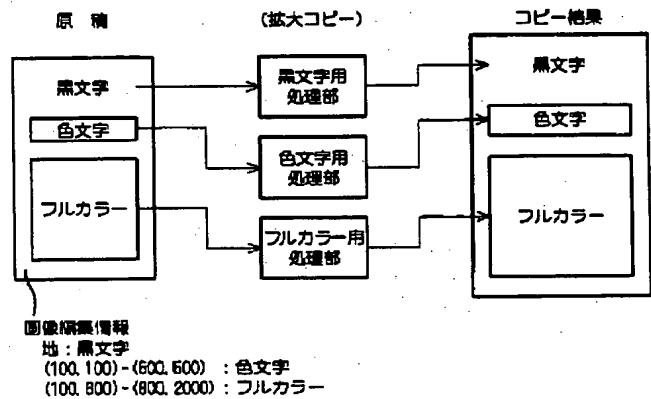 原稿
(拡大コピー)
コピー結果
黒文字
色文字
フルカラー
黒文字用
処理部
色文字用
処理部
フルカラー用
処理部
黒文字
色文字
フルカラー
画像編集情報
地：黒文字
(100, 100)-(600, 600)：色文字
(100, 800)-(800, 2000)：フルカラー